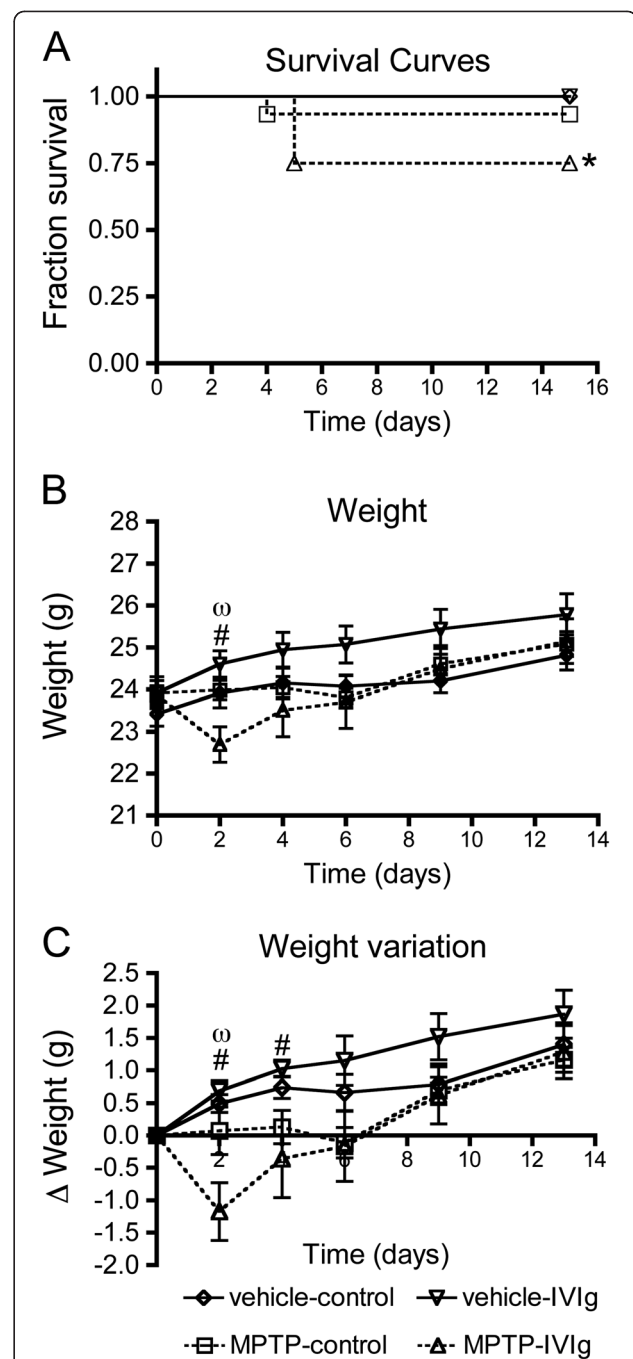 A
Survival Curves
Fraction survival
1.00
0.75
0.50
0.25
0.00
*
0 2 4 6 8 10 12 14 16
Time (days)
B
Weight
Weight (g)
28
27
26
25
24
23
22
21
ω
#
0 2 4 6 8 10 12 14
Time (days)
C
Weight variation
Δ Weight (g)
2.5
2.0
1.5
1.0
0.5
0.0
-0.5
-1.0
-1.5
-2.0
ω
# #
2 4 6 8 10 12 14
Time (days)
vehicle-control vehicle-IVIg
MPTP-control MPTP-IVIg